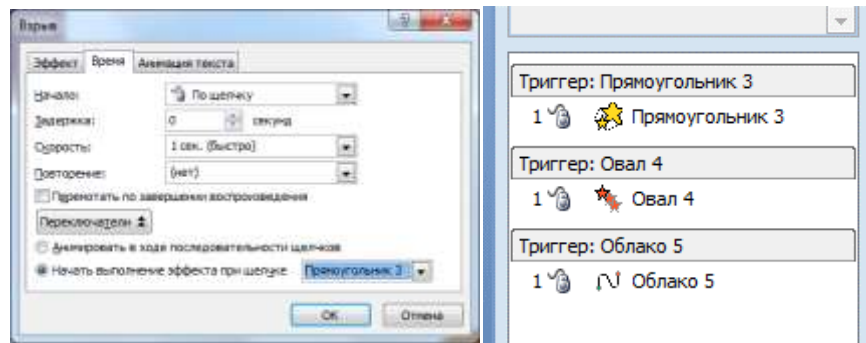 Взрыв
Эффект Время Анимация текста
Начало: По щелчку
Задержка: 0 секунд
Скорость: 1 сек. (быстро)
Повторение: (нет)
Перемотать по завершении воспроизведения
Переключатели
Анимировать в ходе последовательности щелчков
Начать выполнение эффекта при щелчке Прямоугольник 3
ОК Отмена
Триггер: Прямоугольник 3
1 Прямоугольник 3
Триггер: Овал 4
1 Овал 4
Триггер: Облако 5
1 Облако 5